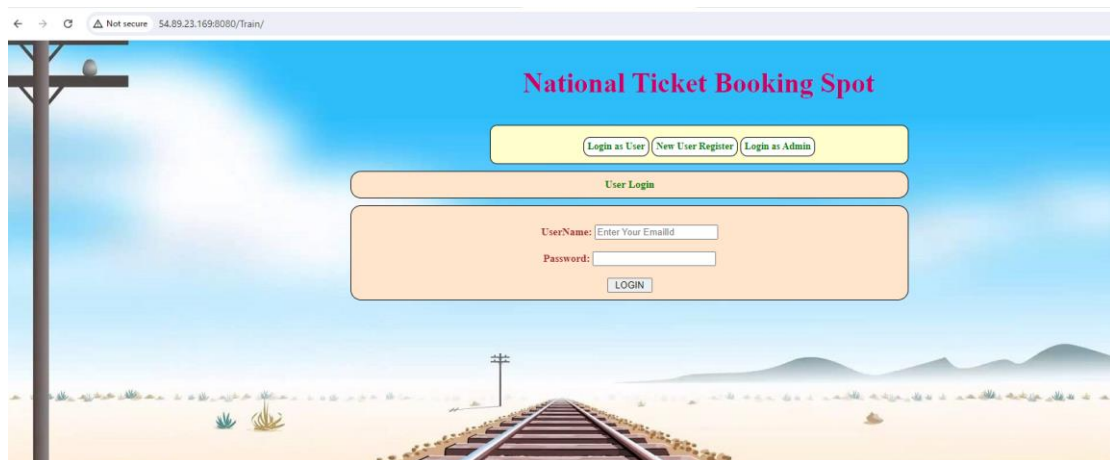 Not secure 54.89.23.169:8080/Train/
National Ticket Booking Spot
Login as User New User Register Login as Admin
User Login
UserName: Enter Your EmailId
Password:
LOGIN